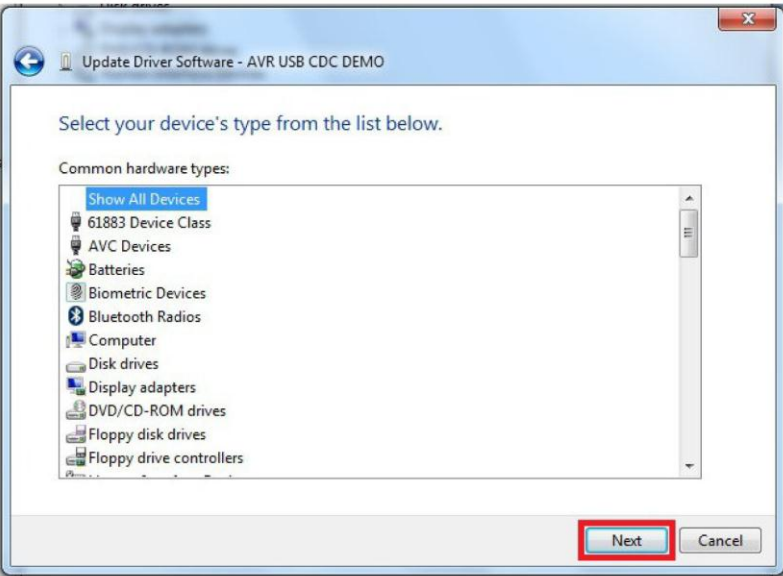 Update Driver Software - AVR USB CDC DEMO
Select your device's type from the list below.
Common hardware types:
Show All Devices
61883 Device Class
AVC Devices
Batteries
Biometric Devices
Bluetooth Radios
Computer
Disk drives
Display adapters
DVD/CD-ROM drives
Floppy disk drives
Floppy drive controllers
Next Cancel